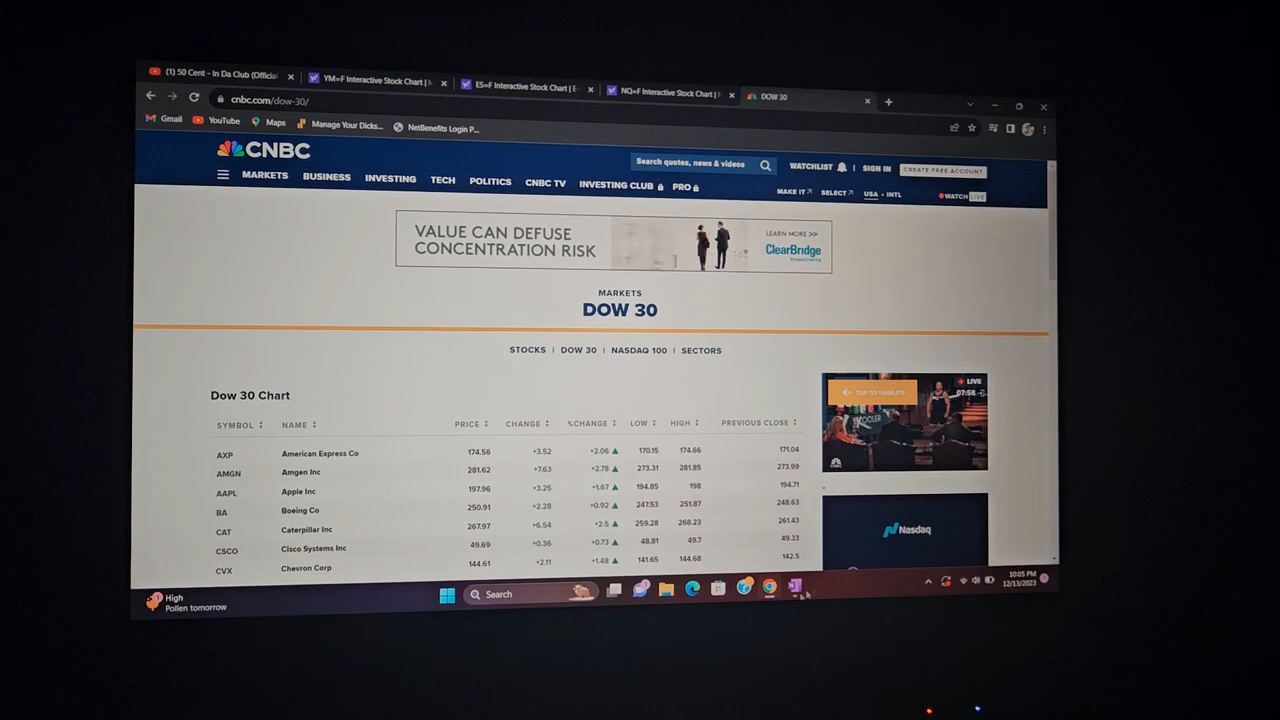 (1) 50 Cent - In Da Club (Official
YM=F Interactive Stock Chart |
ES=F Interactive Stock Chart | E-
NQ=F Interactive Stock Chart |
DOW 30
cnbc.com/dow-30/
Gmail YouTube Maps Manage Your Dicks... NetBenefits Login P...
CNBC
Search quotes, news & videos
WATCHLIST | SIGN IN CREATE FREE ACCOUNT
MARKETS BUSINESS INVESTING TECH POLITICS CNBC TV INVESTING CLUB PRO
MAKE IT SELECT USA • INTL WATCH LIVE
VALUE CAN DEFUSE
CONCENTRATION RISK
LEARN MORE >>
ClearBridge
Investments
MARKETS
DOW 30
STOCKS | DOW 30 | NASDAQ 100 | SECTORS
Dow 30 Chart
SYMBOL NAME PRICE CHANGE %CHANGE LOW HIGH PREVIOUS CLOSE
AXP American Express Co 174.56 +3.52 +2.06 170.15 174.66 171.04
AMGN Amgen Inc 281.62 +7.63 +2.78 273.31 281.85 273.99
AAPL Apple Inc 197.96 +3.25 +1.67 194.85 198 194.71
BA Boeing Co 250.91 +2.28 +0.92 247.53 251.87 248.63
CAT Caterpillar Inc 267.97 +6.54 +2.5 259.28 268.23 261.43
CSCO Cisco Systems Inc 49.69 +0.36 +0.73 48.81 49.7 49.33
CVX Chevron Corp 144.61 +2.11 +1.48 141.65 144.68 142.5
TAP TO UNMUTE
LIVE
07:58
KOOLER
Nasdaq
High
Pollen tomorrow
Search
10:05 PM
12/13/2023